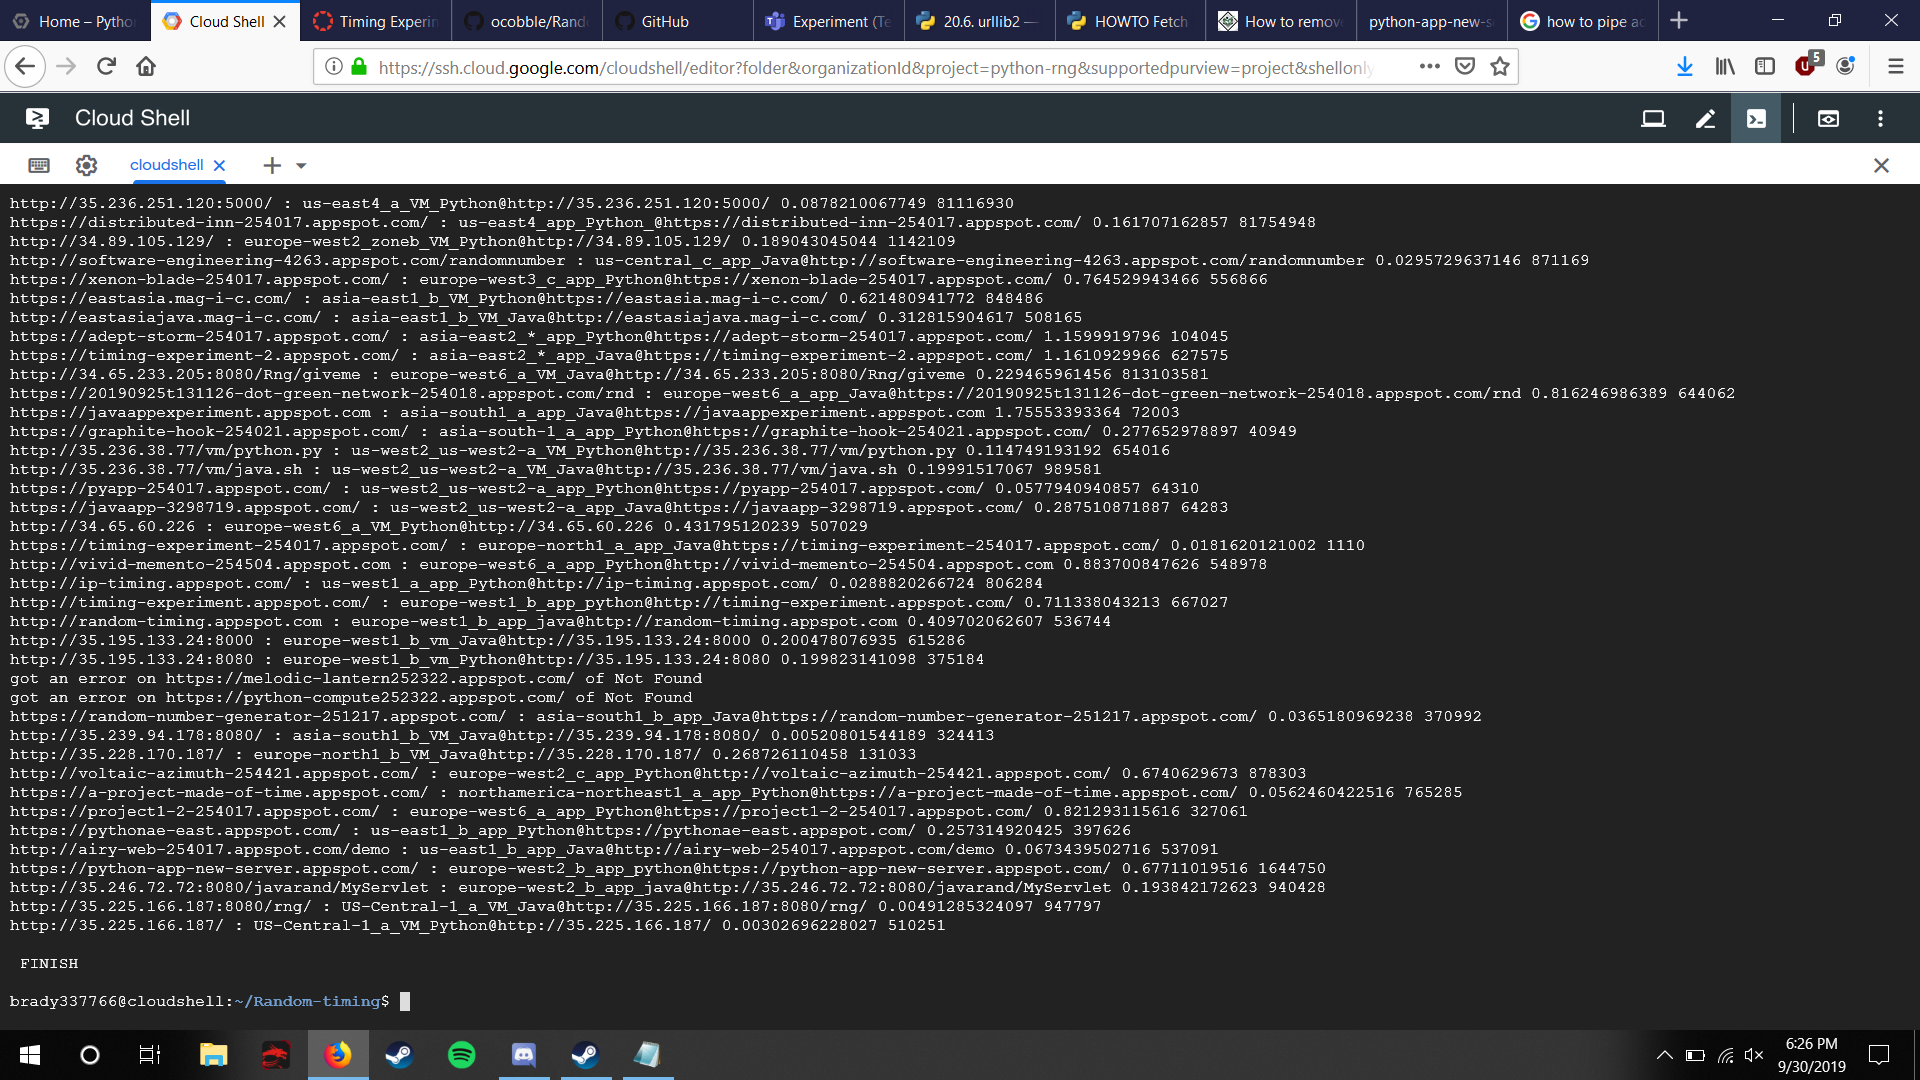 Home – Pytho
Cloud Shell
Timing Experin
ocobble/Rand
GitHub
Experiment (Te
20.6. urllib2 —
HOWTO Fetch
How to remov
python-app-new-se
how to pipe ac
https://ssh.cloud.google.com/cloudshell/editor?folder&organizationId&project=python-rng&supportedpurview=project&shellonly
5
Cloud Shell
cloudshell
http://35.236.251.120:5000/ : us-east4_a_VM_Python@http://35.236.251.120:5000/ 0.0878210067749 81116930
https://distributed-inn-254017.appspot.com/ : us-east4_app_Python_@https://distributed-inn-254017.appspot.com/ 0.161707162857 81754948
http://34.89.105.129/ : europe-west2_zoneb_VM_Python@http://34.89.105.129/ 0.189043045044 1142109
http://software-engineering-4263.appspot.com/randomnumber : us-central_c_app_Java@http://software-engineering-4263.appspot.com/randomnumber 0.0295729637146 871169
https://xenon-blade-254017.appspot.com/ : europe-west3_c_app_Python@https://xenon-blade-254017.appspot.com/ 0.764529943466 556866
https://eastasia.mag-i-c.com/ : asia-east1_b_VM_Python@https://eastasia.mag-i-c.com/ 0.621480941772 848486
http://eastasiajava.mag-i-c.com/ : asia-east1_b_VM_Java@http://eastasiajava.mag-i-c.com/ 0.312815904617 508165
https://adept-storm-254017.appspot.com/ : asia-east2_*_app_Python@https://adept-storm-254017.appspot.com/ 1.1599919796 104045
https://timing-experiment-2.appspot.com/ : asia-east2_*_app_Java@https://timing-experiment-2.appspot.com/ 1.1610929966 627575
http://34.65.233.205:8080/Rng/giveme : europe-west6_a_VM_Java@http://34.65.233.205:8080/Rng/giveme 0.229465961456 813103581
https://20190925t131126-dot-green-network-254018.appspot.com/rnd : europe-west6_a_app_Java@https://20190925t131126-dot-green-network-254018.appspot.com/rnd 0.816246986389 644062
https://javaappexperiment.appspot.com : asia-south1_a_app_Java@https://javaappexperiment.appspot.com 1.75553393364 72003
https://graphite-hook-254021.appspot.com/ : asia-south-1_a_app_Python@https://graphite-hook-254021.appspot.com/ 0.277652978897 40949
http://35.236.38.77/vm/python.py : us-west2_us-west2-a_VM_Python@http://35.236.38.77/vm/python.py 0.114749193192 654016
http://35.236.38.77/vm/java.sh : us-west2_us-west2-a_VM_Java@http://35.236.38.77/vm/java.sh 0.19991517067 989581
https://pyapp-254017.appspot.com/ : us-west2_us-west2-a_app_Python@https://pyapp-254017.appspot.com/ 0.0577940940857 64310
https://javaapp-3298719.appspot.com/ : us-west2_us-west2-a_app_Java@https://javaapp-3298719.appspot.com/ 0.287510871887 64283
http://34.65.60.226 : europe-west6_a_VM_Python@http://34.65.60.226 0.431795120239 507029
https://timing-experiment-254017.appspot.com/ : europe-north1_a_app_Java@https://timing-experiment-254017.appspot.com/ 0.0181620121002 1110
http://vivid-memento-254504.appspot.com : europe-west6_a_app_Python@http://vivid-memento-254504.appspot.com 0.883700847626 548978
http://ip-timing.appspot.com/ : us-west1_a_app_Python@http://ip-timing.appspot.com/ 0.0288820266724 806284
http://timing-experiment.appspot.com/ : europe-west1_b_app_python@http://timing-experiment.appspot.com/ 0.711338043213 667027
http://random-timing.appspot.com : europe-west1_b_app_java@http://random-timing.appspot.com 0.409702062607 536744
http://35.195.133.24:8000 : europe-west1_b_vm_Java@http://35.195.133.24:8000 0.200478076935 615286
http://35.195.133.24:8080 : europe-west1_b_vm_Python@http://35.195.133.24:8080 0.199823141098 375184
got an error on https://melodic-lantern252322.appspot.com/ of Not Found
got an error on https://python-compute252322.appspot.com/ of Not Found
https://random-number-generator-251217.appspot.com/ : asia-south1_b_app_Java@https://random-number-generator-251217.appspot.com/ 0.0365180969238 370992
http://35.239.94.178:8080/ : asia-south1_b_VM_Java@http://35.239.94.178:8080/ 0.00520801544189 324413
http://35.228.170.187/ : europe-north1_b_VM_Java@http://35.228.170.187/ 0.268726110458 131033
http://voltaic-azimuth-254421.appspot.com/ : europe-west2_c_app_Python@http://voltaic-azimuth-254421.appspot.com/ 0.6740629673 878303
https://a-project-made-of-time.appspot.com/ : northamerica-northeast1_a_app_Python@https://a-project-made-of-time.appspot.com/ 0.0562460422516 765285
https://project1-2-254017.appspot.com/ : europe-west6_a_app_Python@https://project1-2-254017.appspot.com/ 0.821293115616 327061
https://pythonae-east.appspot.com/ : us-east1_b_app_Python@https://pythonae-east.appspot.com/ 0.257314920425 397626
http://airy-web-254017.appspot.com/demo : us-east1_b_app_Java@http://airy-web-254017.appspot.com/demo 0.0673439502716 537091
https://python-app-new-server.appspot.com/ : europe-west2_b_app_python@https://python-app-new-server.appspot.com/ 0.67711019516 1644750
http://35.246.72.72:8080/javarand/MyServlet : europe-west2_b_app_java@http://35.246.72.72:8080/javarand/MyServlet 0.193842172623 940428
http://35.225.166.187:8080/rng/ : US-Central-1_a_VM_Java@http://35.225.166.187:8080/rng/ 0.00491285324097 947797
http://35.225.166.187/ : US-Central-1_a_VM_Python@http://35.225.166.187/ 0.00302696228027 510251
FINISH
brady337766@cloudshell:~/Random-timing$
6:26 PM
9/30/2019